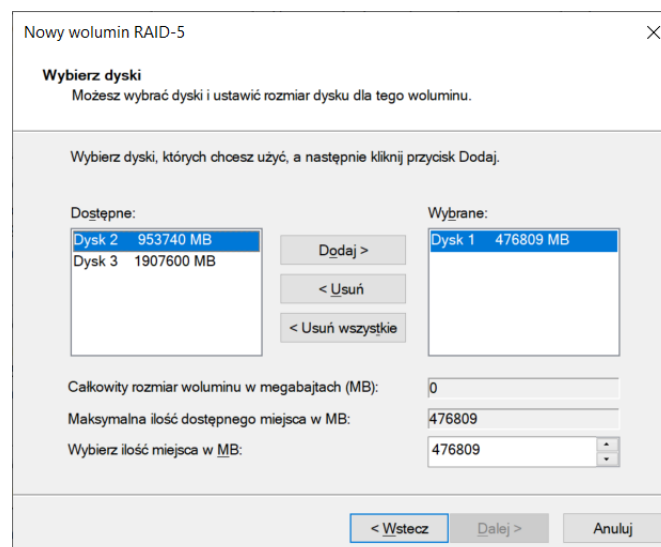 Nowy wolumin RAID-5
Wybierz dyski
Możesz wybrać dyski i ustawić rozmiar dysku dla tego woluminu.
Wybierz dyski, których chcesz użyć, a następnie kliknij przycisk Dodaj.
Dostępne:
Dysk 2 953740 MB
Dysk 3 1907600 MB
Dodaj >
< Usuń
< Usuń wszystkie
Wybrane:
Dysk 1 476809 MB
Całkowity rozmiar woluminu w megabajtach (MB): 0
Maksymalna ilość dostępnego miejsca w MB: 476809
Wybierz ilość miejsca w MB: 476809
< Wstecz Dalej > Anuluj